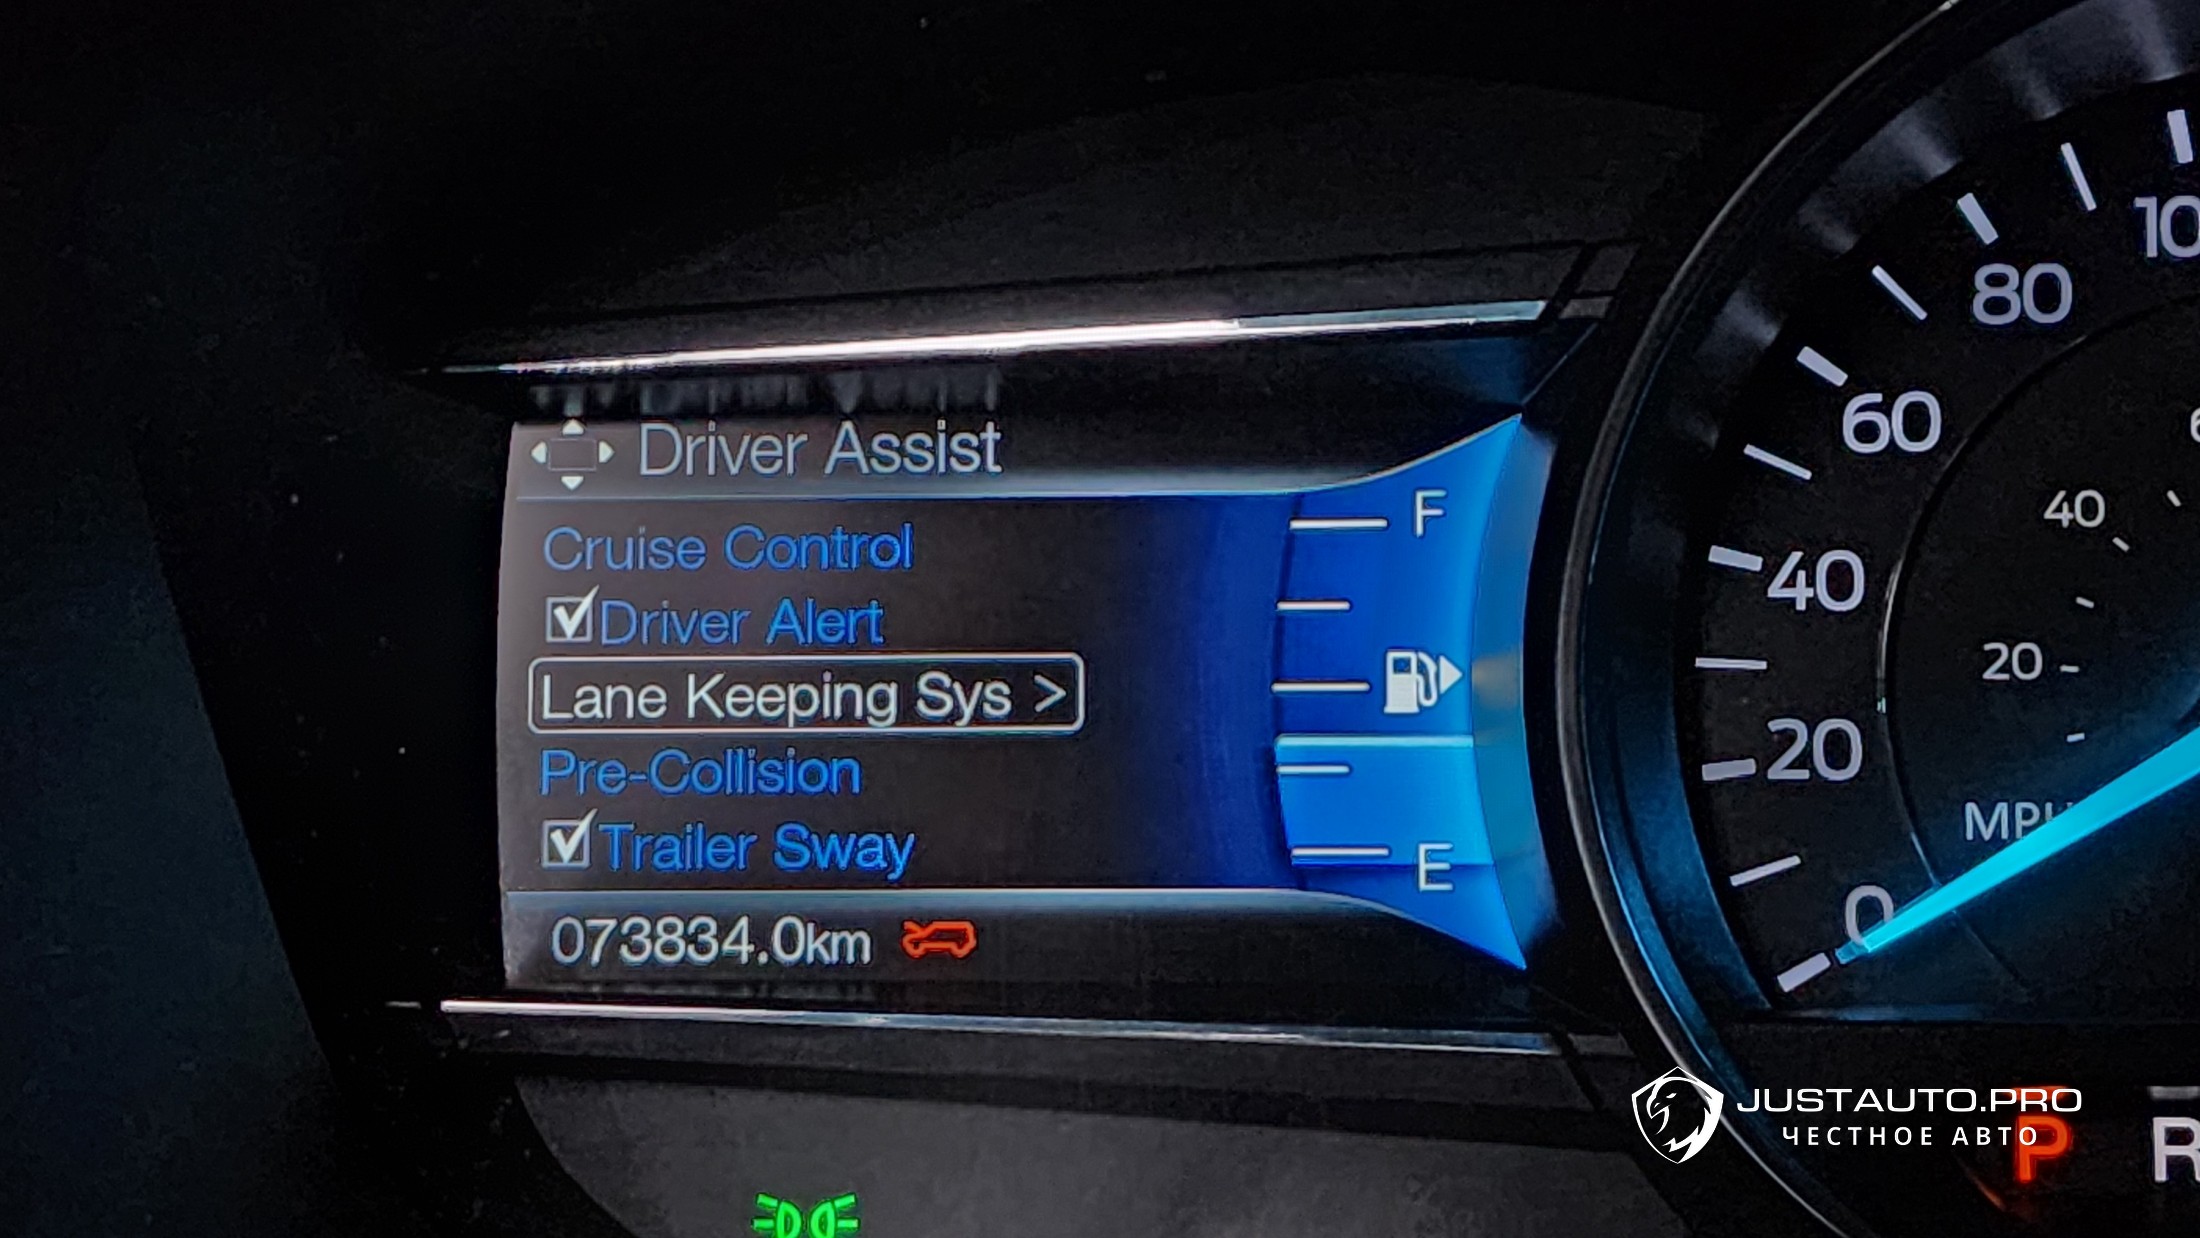 Driver Assist
Cruise Control
Driver Alert
Lane Keeping Sys >
Pre-Collision
Trailer Sway
073834.0km
F
E
100
80
60
40
20
0
40
20
MPH
P
R
JUSTAUTO.PRO
ЧЕСТНОЕ АВТО